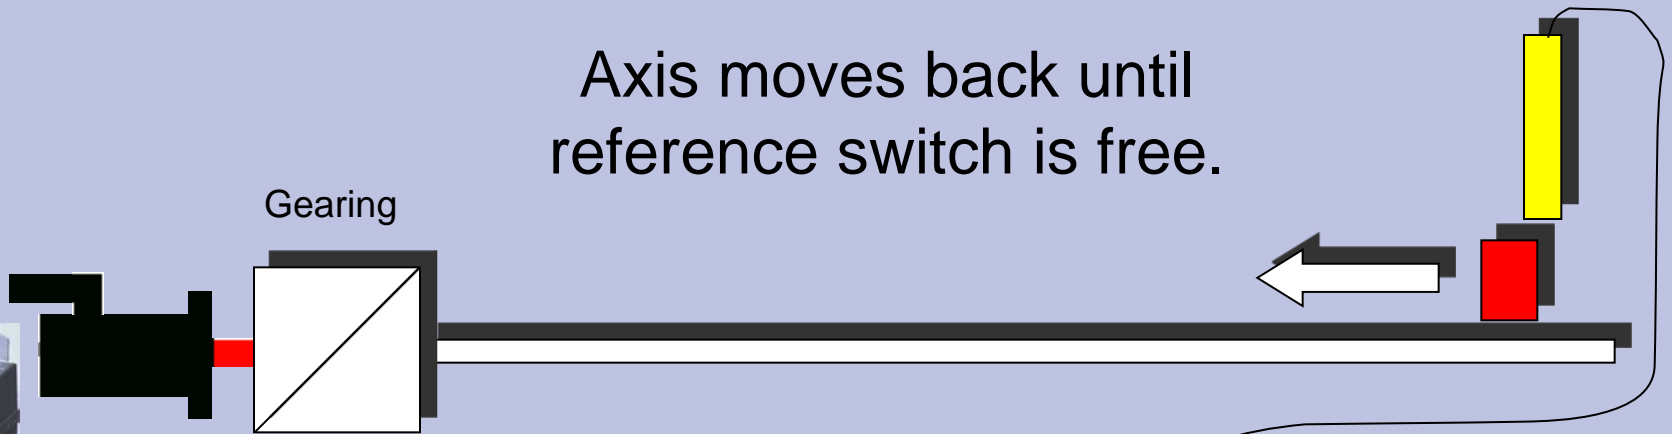 Axis moves back until
reference switch is free.
Gearing